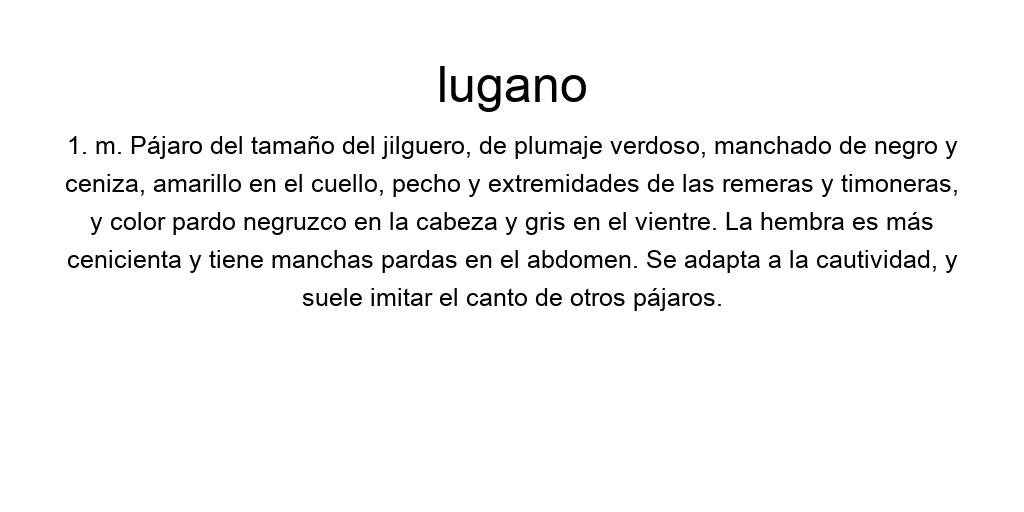 lugano
1. m. Pájaro del tamaño del jilguero, de plumaje verdoso, manchado de negro y
ceniza, amarillo en el cuello, pecho y extremidades de las remeras y timoneras,
y color pardo negruzco en la cabeza y gris en el vientre. La hembra es más
cenicienta y tiene manchas pardas en el abdomen. Se adapta a la cautividad, y
suele imitar el canto de otros pájaros.